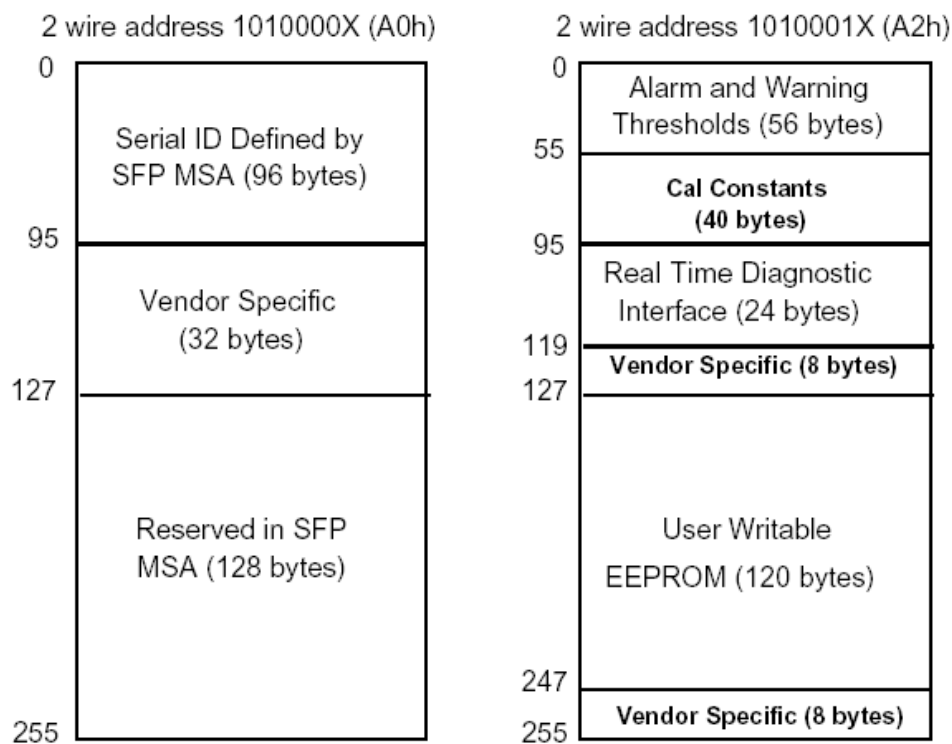 2 wire address 1010000X (A0h)
0
Serial ID Defined by
SFP MSA (96 bytes)
95
Vendor Specific
(32 bytes)
127
Reserved in SFP
MSA (128 bytes)
255
2 wire address 1010001X (A2h)
0
Alarm and Warning
Thresholds (56 bytes)
55
Cal Constants
(40 bytes)
95
Real Time Diagnostic
Interface (24 bytes)
119
Vendor Specific (8 bytes)
127
User Writable
EEPROM (120 bytes)
247
Vendor Specific (8 bytes)
255